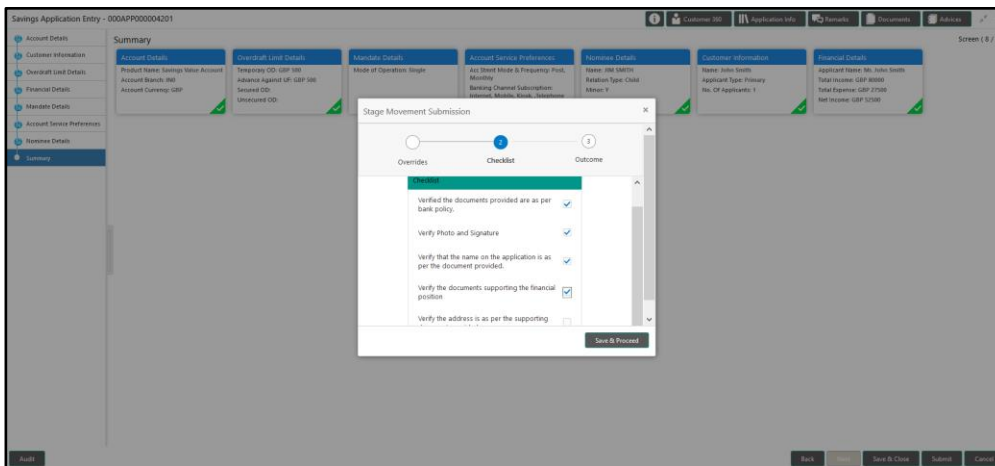 Savings Application Entry - 000APP000004201
Customer 360
Application Info
Remarks
Documents
Advices
Account Details
Customer Information
Overdraft Limit Details
Financial Details
Mandate Details
Account Service Preferences
Nominee Details
Summary
Summary
Screen ( 8 /
Account Details
Product Name: Savings Value Account
Account Branch: IND
Account Currency: GBP
Overdraft Limit Details
Temporary OD: GBP 500
Advance Against UF: GBP 500
Secured OD:
Unsecured OD:
Mandate Details
Mode of Operation: Single
Account Service Preferences
Acc Stmnt Mode & Frequency: Post,
Monthly
Banking Channel Subscription:
Internet, Mobile, Kiosk, Telephone
Nominee Details
Name: JIM SMITH
Relation Type: Child
Minor: Y
Customer Information
Name: John Smith
Applicant Type: Primary
No. Of Applicants: 1
Financial Details
Applicant Name: Mr. John Smith
Total Income: GBP 80000
Total Expense: GBP 27500
Net Income: GBP 52500
Stage Movement Submission
×
2
3
Overrides
Checklist
Outcome
Checklist
Verified the documents provided are as per
bank policy.
Verify Photo and Signature
Verify that the name on the application is as
per the document provided.
Verify the documents supporting the financial
position
Verify the address is as per the supporting
Save & Proceed
Audit
Back
Next
Save & Close
Submit
Cancel